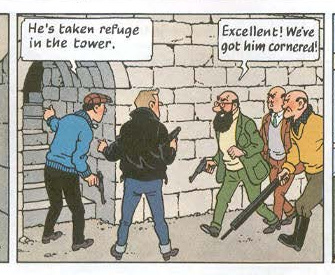 He's taken refuge
in the tower.
Excellent! We've
got him cornered!